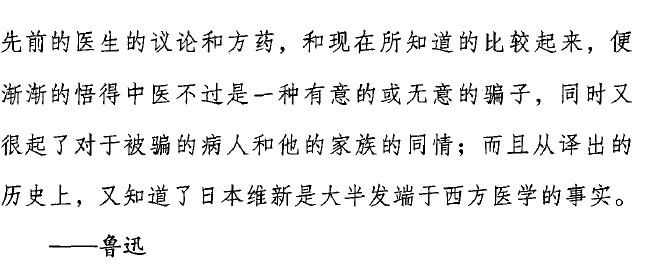 先前的医生的议论和方药，和现在所知道的比较起来，便
渐渐的悟得中医不过是一种有意的或无意的骗子，同时又
很起了对于被骗的病人和他的家族的同情；而且从译出的
历史上，又知道了日本维新是大半发端于西方医学的事实。
——鲁迅